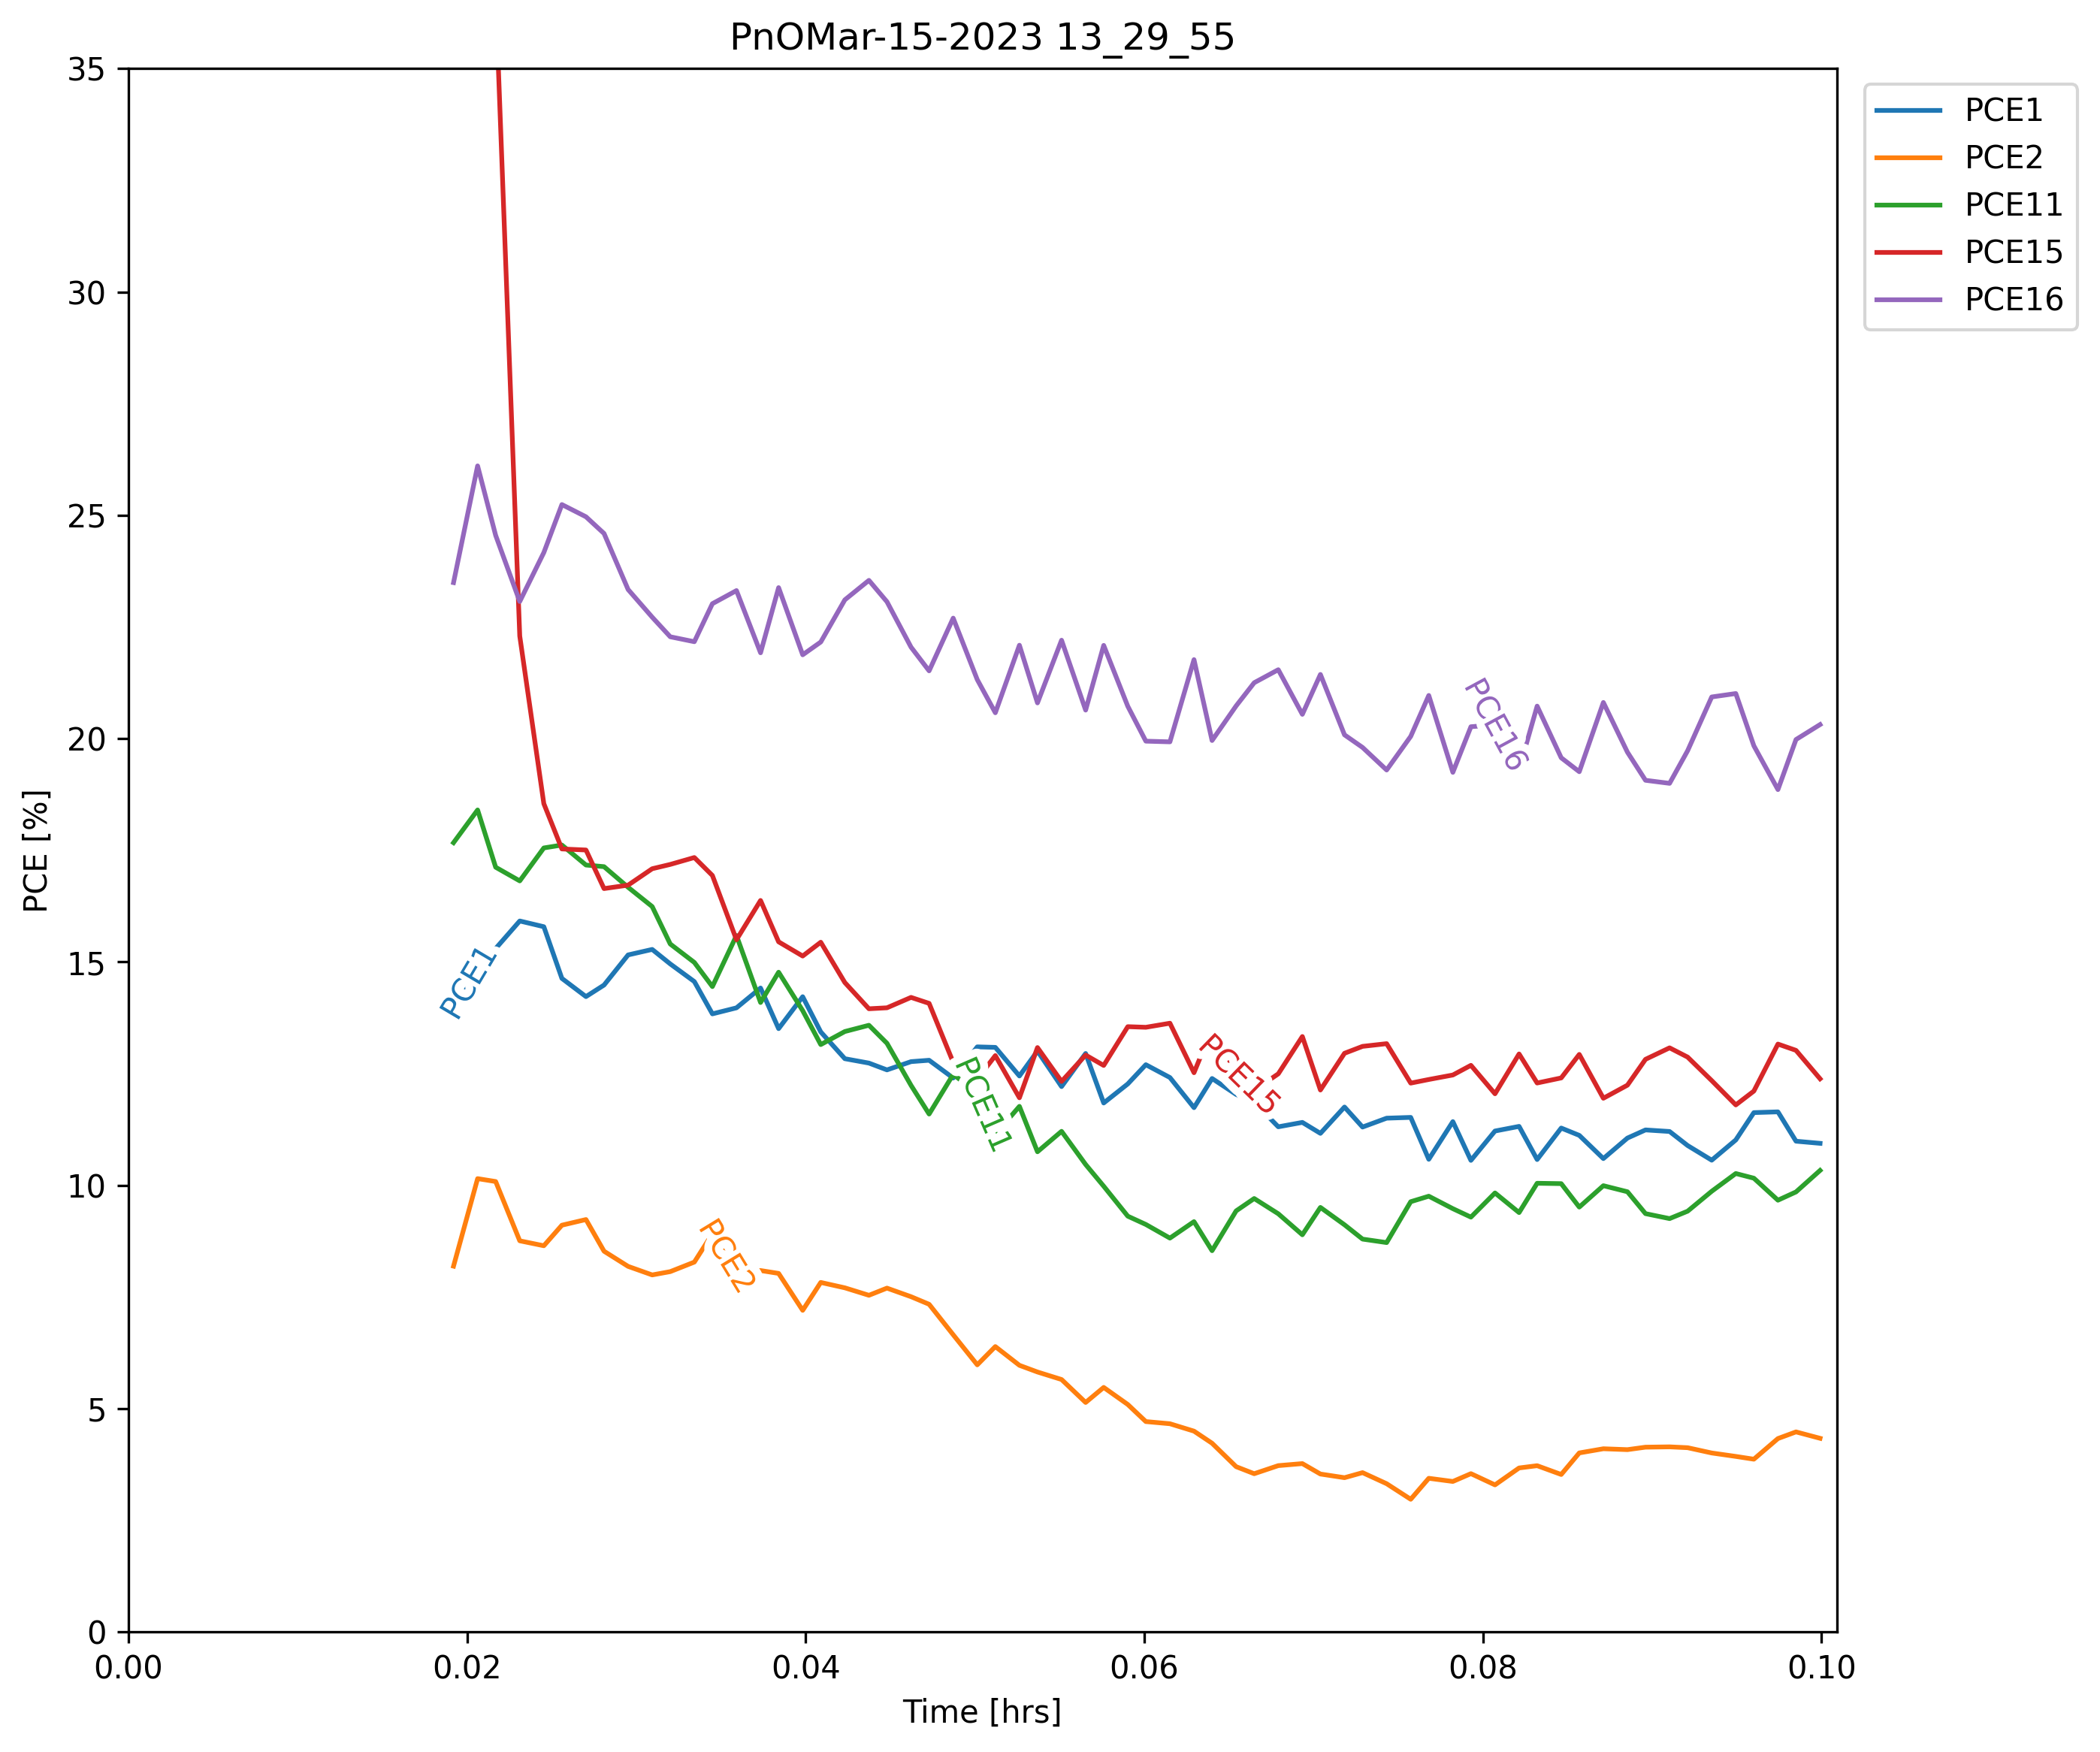 PnOMar-15-2023 13_29_55
PCE [%]
35
30
25
20
15
10
5
0
0.00
0.02
0.04
0.06
0.08
0.10
Time [hrs]
PCE1
PCE2
PCE11
PCE15
PCE16
PCE1
PCE2
PCE11
PCE15
PCE16